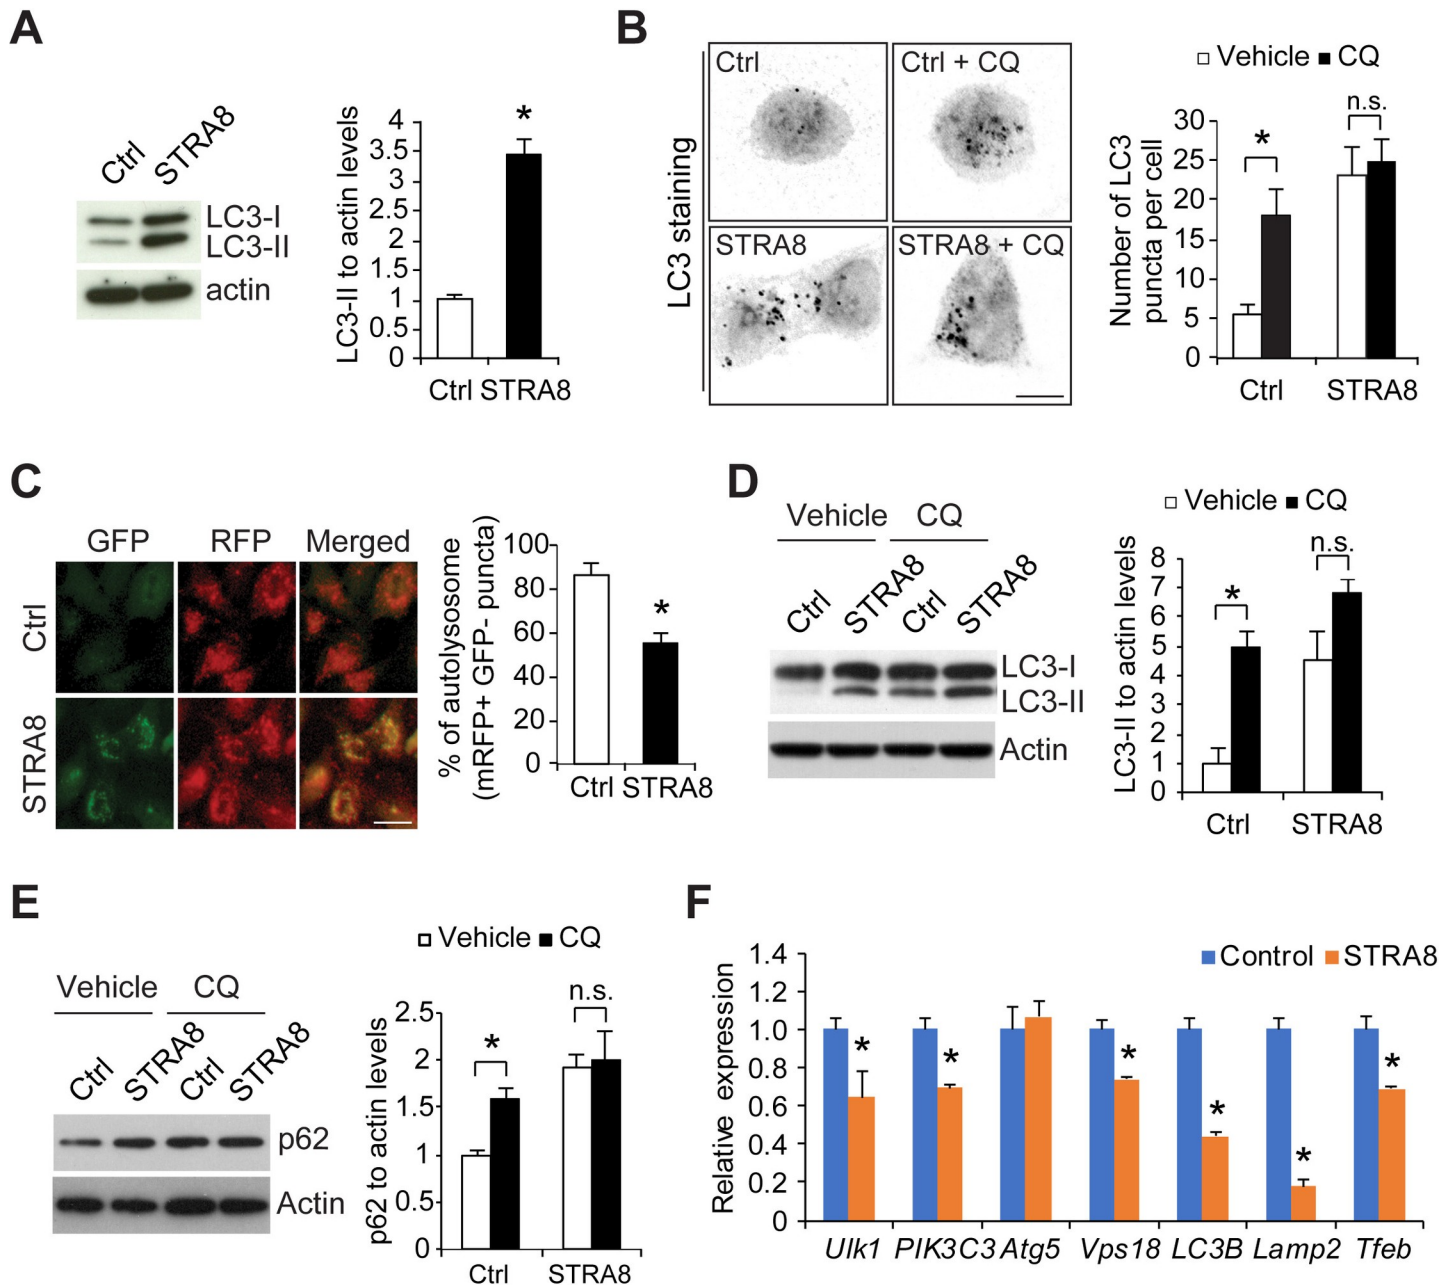 A
Ctrl
STRA8
LC3-I
LC3-II
actin
LC3-II to actin levels
4
3.5
3
2.5
2
1.5
1
0.5
0
*
Ctrl STRA8
B
LC3 staining
Ctrl
Ctrl + CQ
STRA8
STRA8 + CQ
Vehicle CQ
Number of LC3
puncta per cell
30
25
20
15
10
5
0
*
n.s.
Ctrl STRA8
C
GFP RFP Merged
Ctrl
STRA8
% of autolysosome
(mRFP+ GFP- puncta)
100
80
60
40
20
0
*
Ctrl STRA8
D
Vehicle CQ
Ctrl
STRA8
Ctrl
STRA8
LC3-I
LC3-II
Actin
Vehicle CQ
LC3-II to actin levels
8
7
6
5
4
3
2
1
0
*
n.s.
Ctrl STRA8
E
Vehicle CQ
Ctrl
STRA8
Ctrl
STRA8
p62
Actin
Vehicle CQ
p62 to actin levels
2.5
2
1.5
1
0.5
0
*
n.s.
Ctrl STRA8
F
Control STRA8
Relative expression
1.4
1.2
1.0
0.8
0.6
0.4
0.2
0
* * * * * *
Ulk1 PIK3C3 Atg5 Vps18 LC3B Lamp2 Tfeb